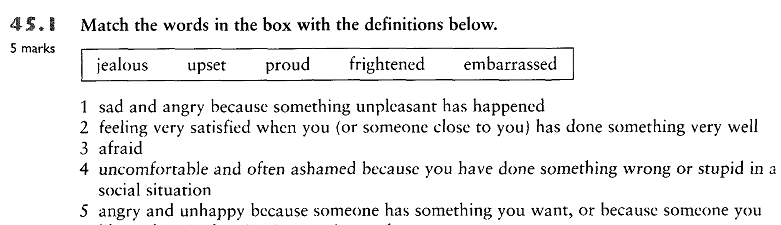 45.1 Match the words in the box with the definitions below.
5 marks
jealous upset proud frightened embarrassed
1 sad and angry because something unpleasant has happened
2 feeling very satisfied when you (or someone close to you) has done something very well
3 afraid
4 uncomfortable and often ashamed because you have done something wrong or stupid in a
social situation
5 angry and unhappy because someone has something you want, or because someone you